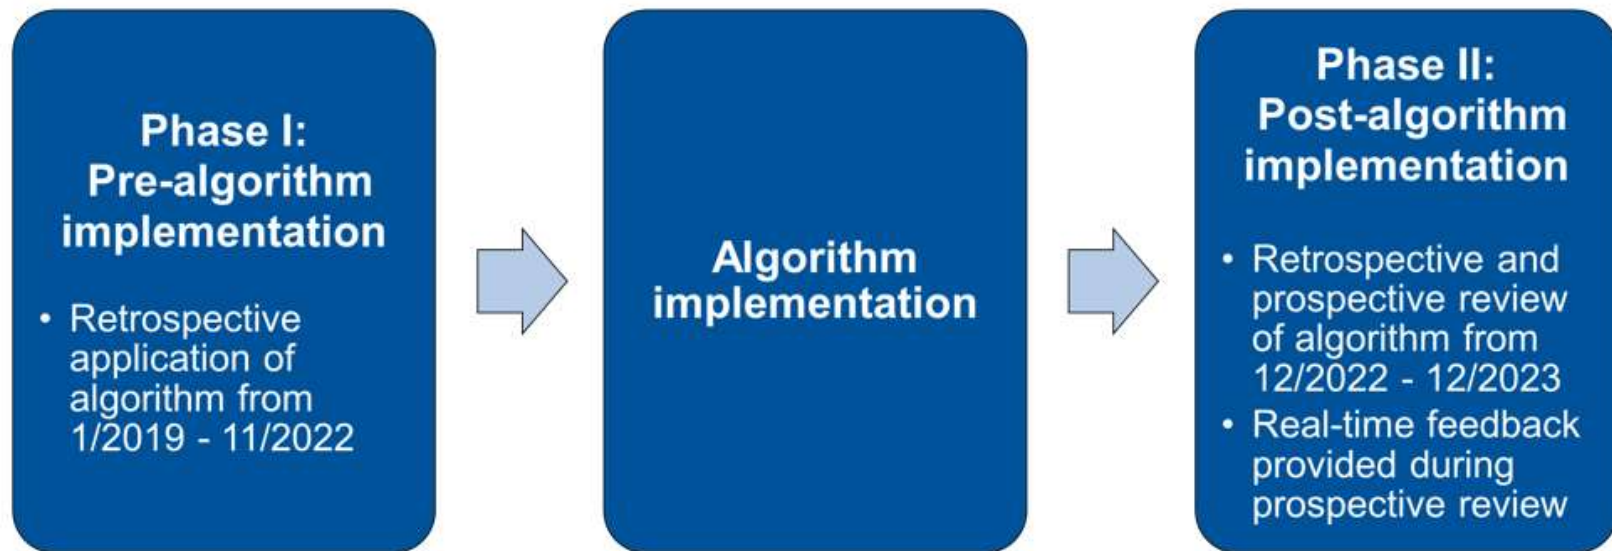 Phase I:
Pre-algorithm
implementation
• Retrospective
application of
algorithm from
1/2019 - 11/2022
Algorithm
implementation
Phase II:
Post-algorithm
implementation
• Retrospective and
prospective review
of algorithm from
12/2022 - 12/2023
• Real-time feedback
provided during
prospective review